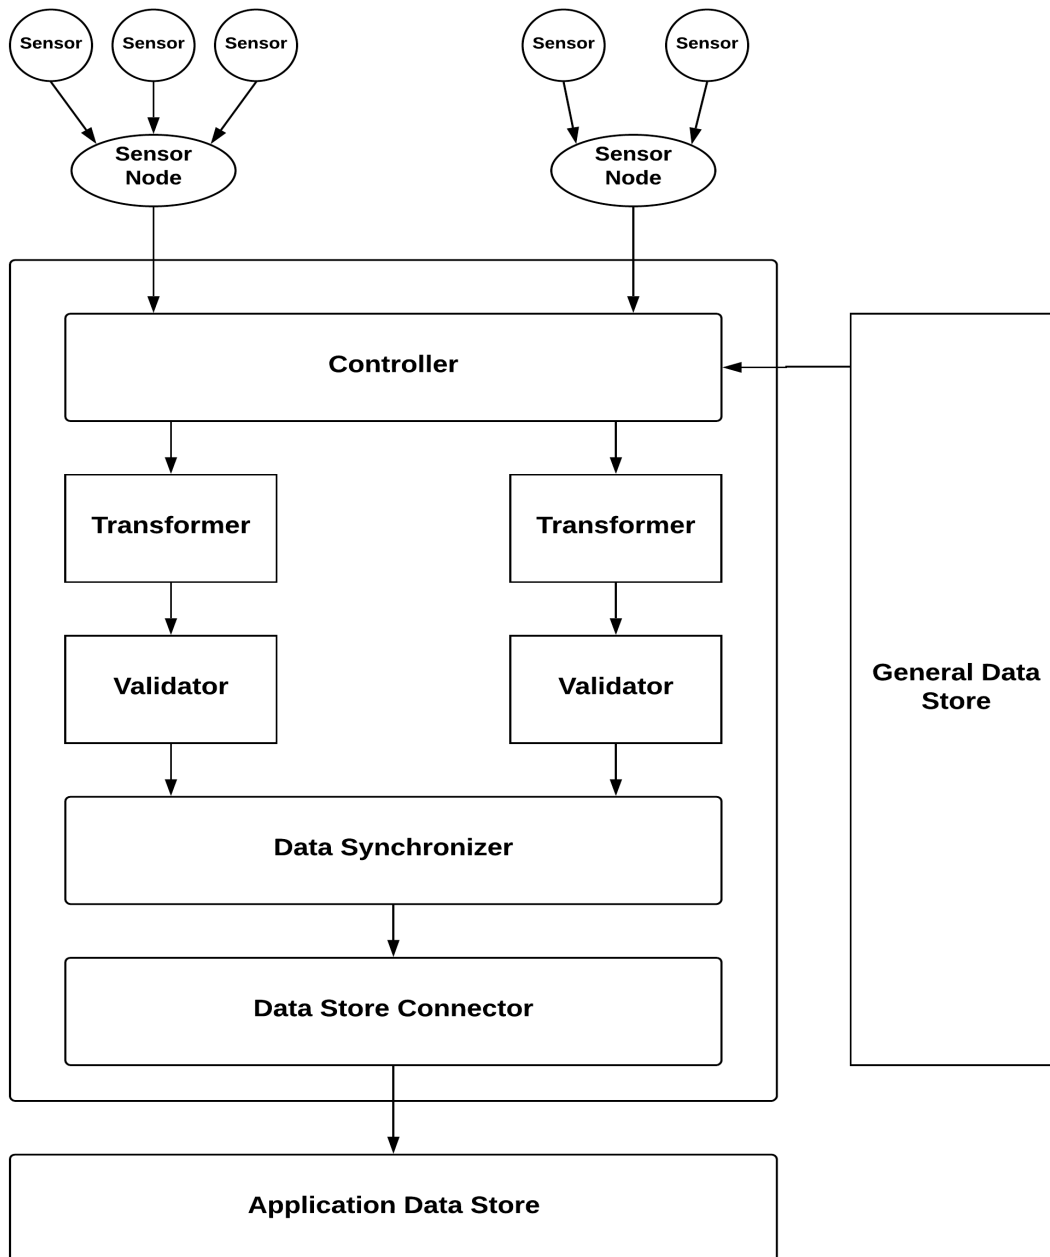 Sensor
Sensor
Sensor
Sensor
Sensor
Sensor
Node
Sensor
Node
Controller
Transformer
Transformer
Validator
Validator
General Data
Store
Data Synchronizer
Data Store Connector
Application Data Store